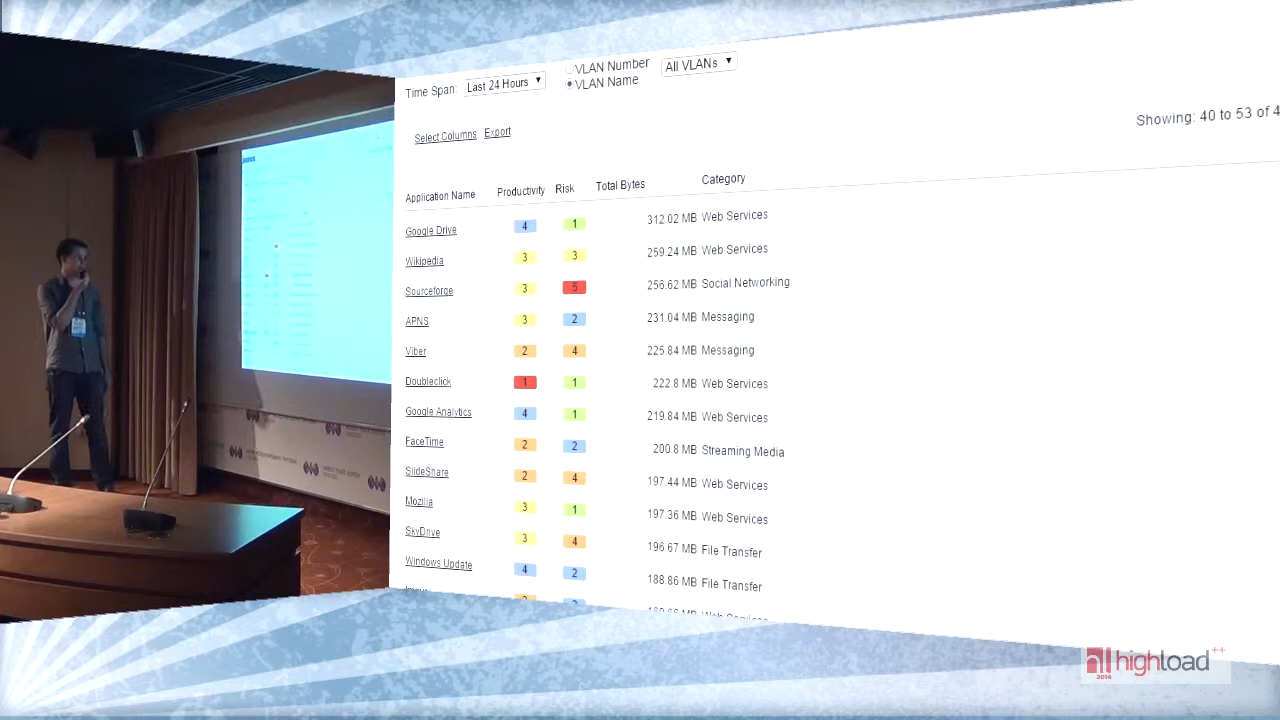 Time Span: Last 24 Hours VLAN Number All VLANs
VLAN Name
Select Columns Export
Showing: 40 to 53 of 4
Application Name Productivity Risk Total Bytes Category
Google Drive 4 1 312.02 MB Web Services
Wikipedia 3 3 259.24 MB Web Services
Sourceforge 3 5 256.62 MB Social Networking
APNS 3 2 231.04 MB Messaging
Viber 2 4 225.84 MB Messaging
Doubleclick 1 1 222.8 MB Web Services
Google Analytics 4 1 219.84 MB Web Services
FaceTime 2 2 200.8 MB Streaming Media
SlideShare 2 4 197.44 MB Web Services
Mozilla 3 1 197.36 MB Web Services
SkyDrive 3 4 196.67 MB File Transfer
Windows Update 4 2 188.86 MB File Transfer
highload++
2014